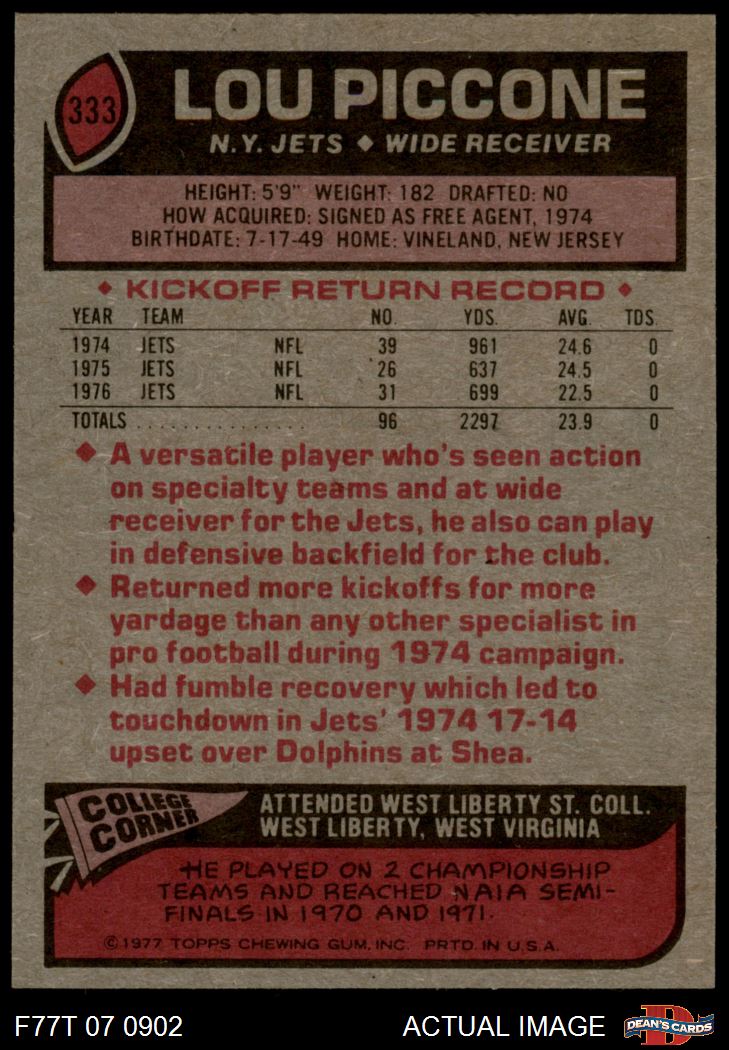 333
LOU PICCONE
N.Y. JETS ◆ WIDE RECEIVER
HEIGHT: 5'9" WEIGHT: 182 DRAFTED: NO
HOW ACQUIRED: SIGNED AS FREE AGENT, 1974
BIRTHDATE: 7-17-49 HOME: VINELAND, NEW JERSEY
◆ KICKOFF RETURN RECORD ◆
YEAR TEAM NO. YDS. AVG. TDS.
1974 JETS NFL 39 961 24.6 0
1975 JETS NFL 26 637 24.5 0
1976 JETS NFL 31 699 22.5 0
TOTALS . . . . . . . . . . . . . . . 96 2297 23.9 0
◆ A versatile player who's seen action
on specialty teams and at wide
receiver for the Jets, he also can play
in defensive backfield for the club.
◆ Returned more kickoffs for more
yardage than any other specialist in
pro football during 1974 campaign.
◆ Had fumble recovery which led to
touchdown in Jets' 1974 17-14
upset over Dolphins at Shea.
COLLEGE
CORNER
ATTENDED WEST LIBERTY ST. COLL.
WEST LIBERTY, WEST VIRGINIA
HE PLAYED ON 2 CHAMPIONSHIP
TEAMS AND REACHED NAIA SEMI-
FINALS IN 1970 AND 1971.
©1977 TOPPS CHEWING GUM, INC. PRTD. IN U.S.A.
F77T 07 0902
ACTUAL IMAGE
D
DEAN'S CARDS